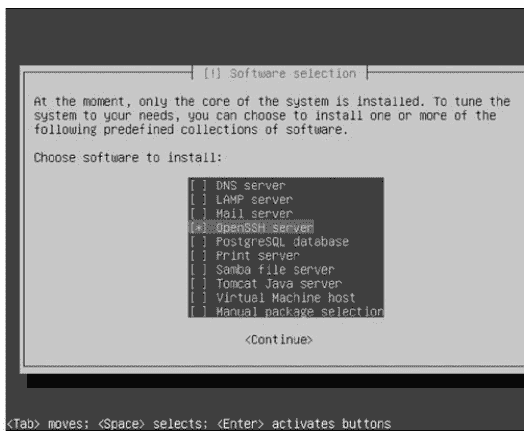 [!] Software selection
At the moment, only the core of the system is installed. To tune the
system to your needs, you can choose to install one or more of the
following predefined collections of software.
Choose software to install:
[ ] DNS server
[ ] LAMP server
[ ] Mail server
[*] OpenSSH server
[ ] PostgreSQL database
[ ] Print server
[ ] Samba file server
[ ] Tomcat Java server
[ ] Virtual Machine host
[ ] Manual package selection
<Continue>
<Tab> moves; <Space> selects; <Enter> activates buttons